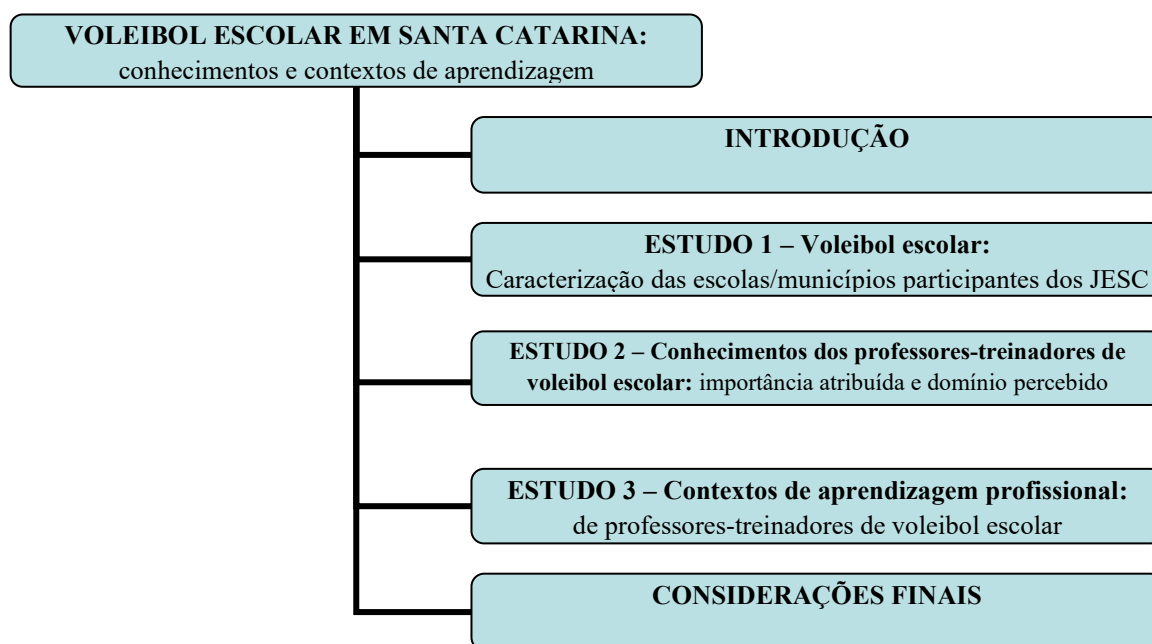 VOLEIBOL ESCOLAR EM SANTA CATARINA:
conhecimentos e contextos de aprendizagem
INTRODUÇÃO
ESTUDO 1 – Voleibol escolar:
Caracterização das escolas/municípios participantes dos JESC
ESTUDO 2 – Conhecimentos dos professores-treinadores de
voleibol escolar: importância atribuída e domínio percebido
ESTUDO 3 – Contextos de aprendizagem profissional:
de professores-treinadores de voleibol escolar
CONSIDERAÇÕES FINAIS